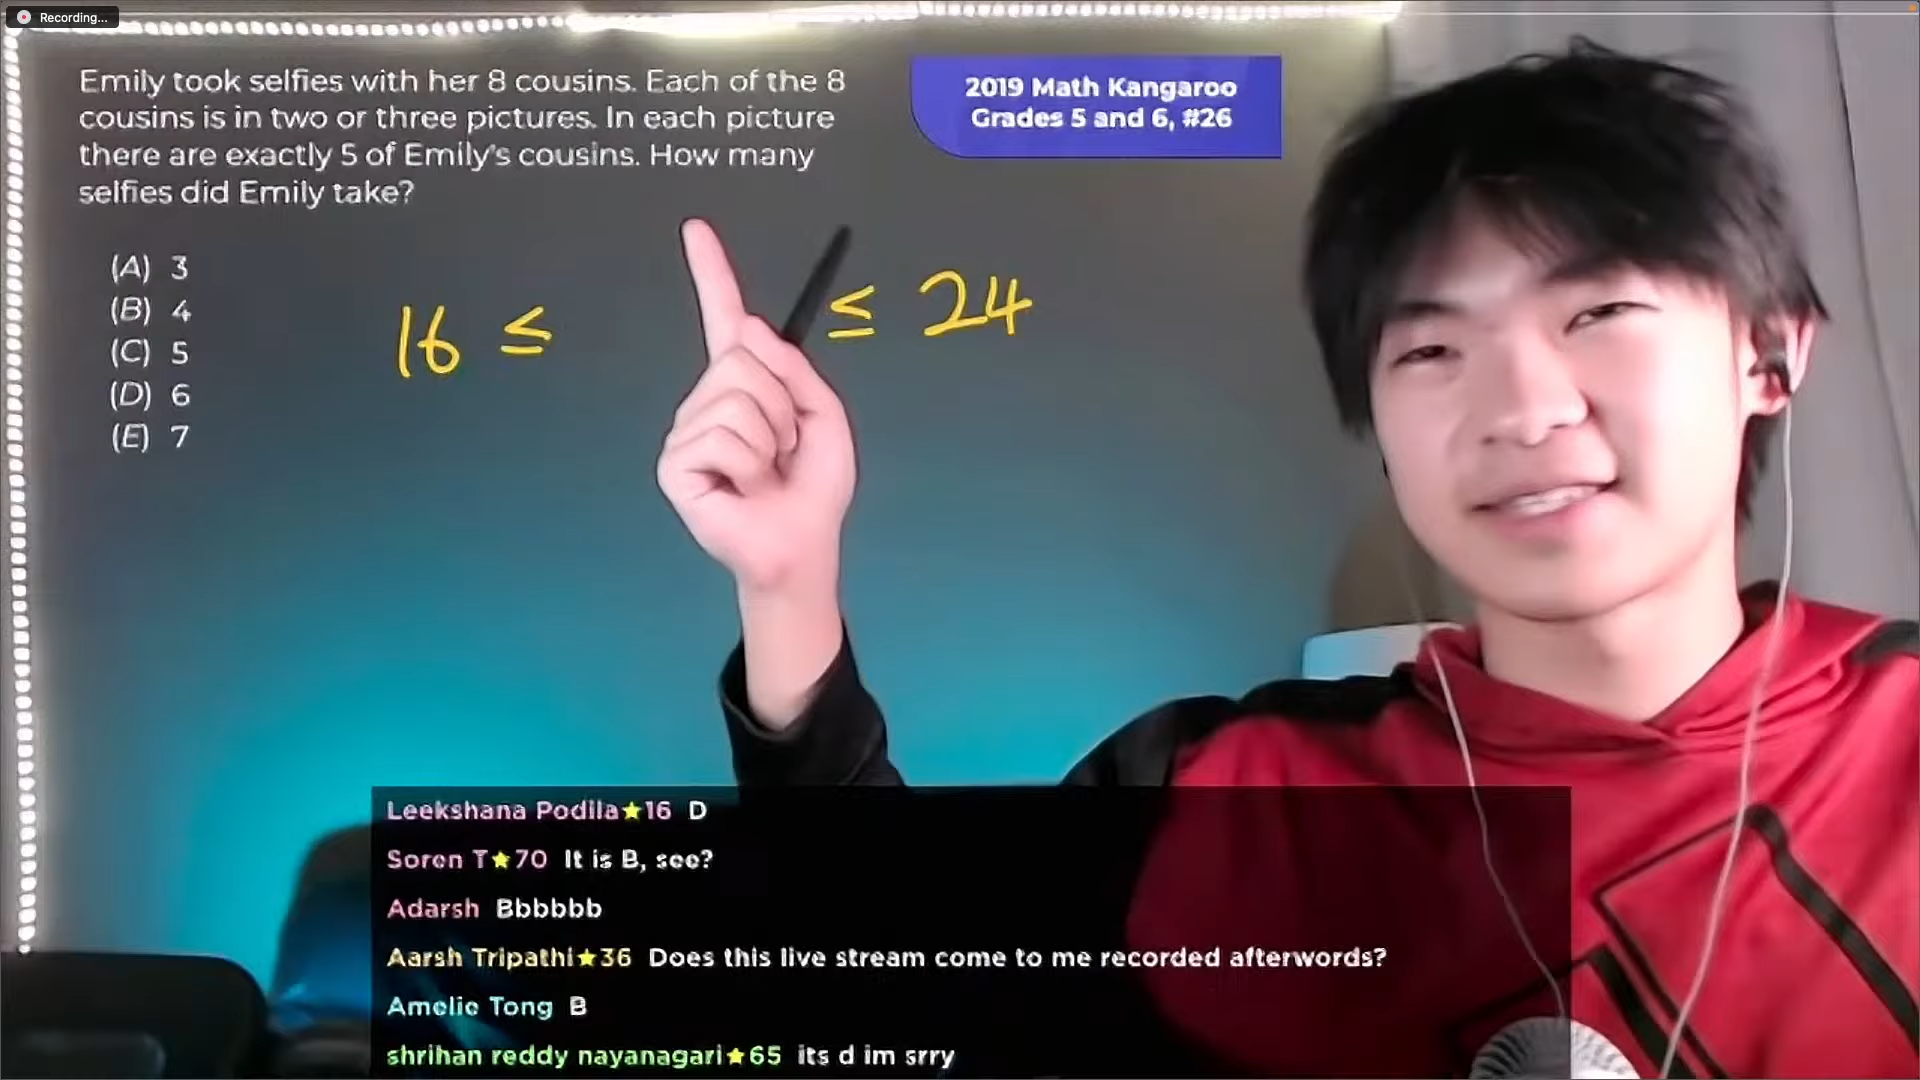 Recording...
Emily took selfies with her 8 cousins. Each of the 8
cousins is in two or three pictures. In each picture
there are exactly 5 of Emily's cousins. How many
selfies did Emily take?
2019 Math Kangaroo
Grades 5 and 6, #26
(A) 3
(B) 4
(C) 5
(D) 6
(E) 7
16 ≤ ≤ 24
Leekshana Podila★16 D
Soren T★70 It is B, see?
Adarsh Bbbbbb
Aarsh Tripathi★36 Does this live stream come to me recorded afterwords?
Amelie Tong B
shrihan reddy nayanagari★65 its d im srry